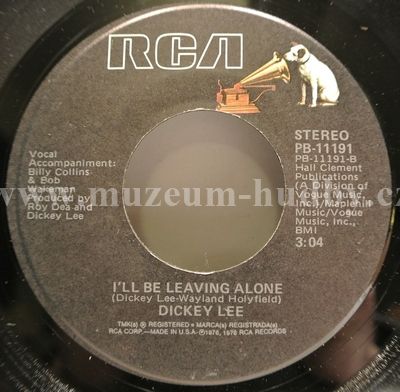 RCA
Vocal
Accompaniment:
Billy Collins
& Bob
Wakeman
Produced by
Roy Dea and
Dickey Lee
STEREO
PB-11191
PB-11191-B
Hall Clement
Publications
(A Division of
Vogue Music,
Inc.)/Maplehill
Music/Vogue
Music, Inc.,
BMI
3:04
www.muzeum-hu
.cz
I'LL BE LEAVING ALONE
(Dickey Lee-Wayland Holyfield)
DICKEY LEE
TMK(s) ® REGISTERED • MARCA(s) REGISTRADA(s)
RCA CORP.—MADE IN U.S.A.
1976, 1978 RCA RECORDS